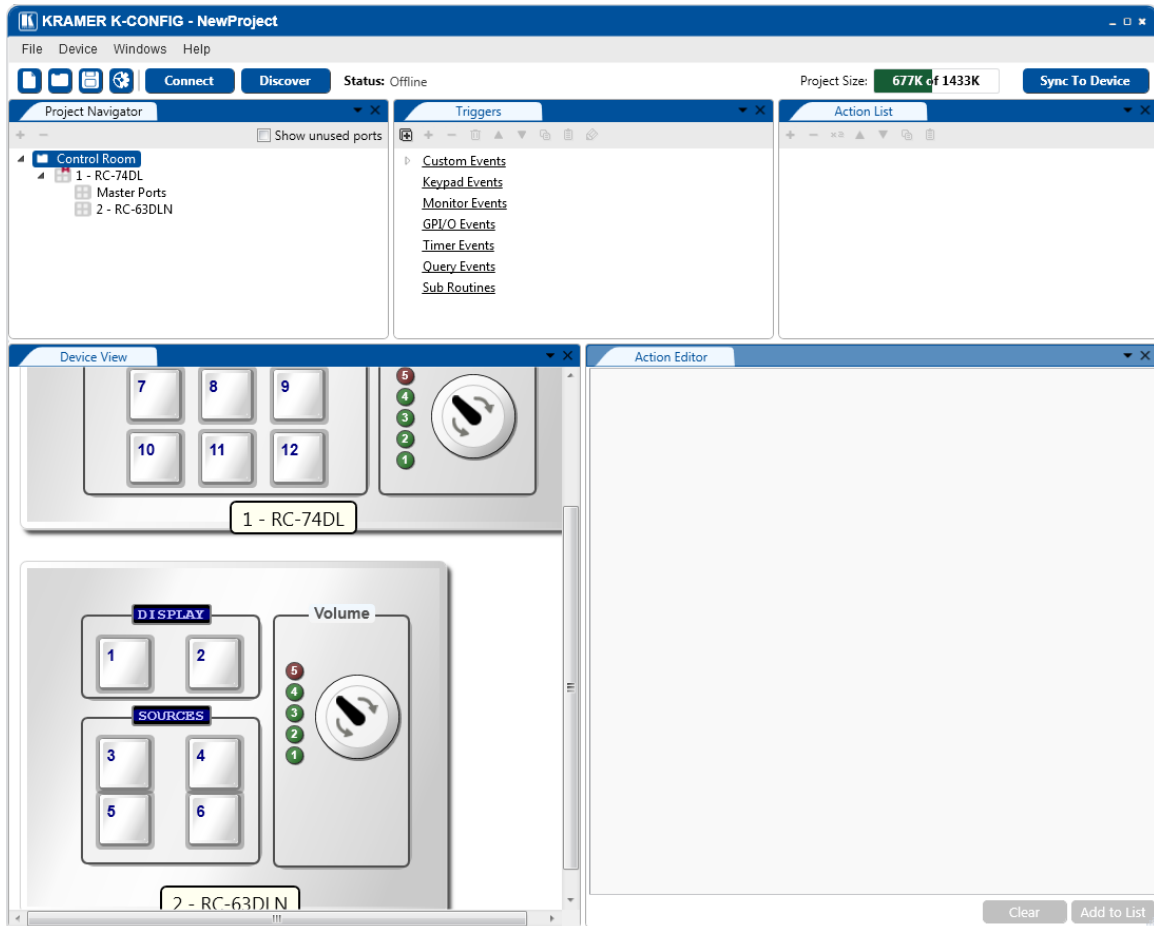 KRAMER K-CONFIG - NewProject
File Device Windows Help
Connect Discover Status: Offline Project Size: 677K of 1433K Sync To Device
Project Navigator
Show unused ports
Control Room
1 - RC-74DL
Master Ports
2 - RC-63DLN
Triggers
Custom Events
Keypad Events
Monitor Events
GPI/O Events
Timer Events
Query Events
Sub Routines
Action List
Device View
7 8 9
10 11 12
5
4
3
2
1
1 - RC-74DL
DISPLAY
1 2
SOURCES
3 4
5 6
Volume
5
4
3
2
1
2 - RC-63DLN
Action Editor
Clear Add to List